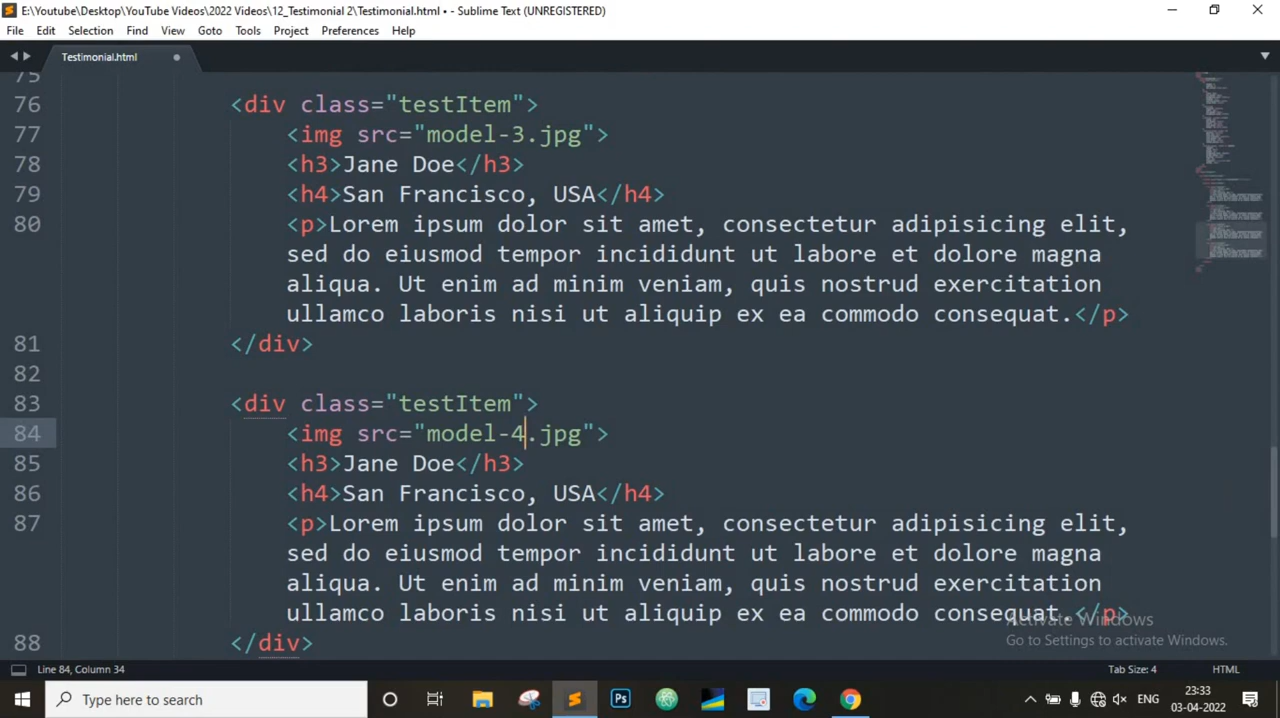 E:\Youtube\Desktop\YouTube Videos\2022 Videos\12_Testimonial 2\Testimonial.html • - Sublime Text (UNREGISTERED)
File Edit Selection Find View Goto Tools Project Preferences Help
Testimonial.html
75
76 <div class="testItem">
77 <img src="model-3.jpg">
78 <h3>Jane Doe</h3>
79 <h4>San Francisco, USA</h4>
80 <p>Lorem ipsum dolor sit amet, consectetur adipisicing elit,
sed do eiusmod tempor incididunt ut labore et dolore magna
aliqua. Ut enim ad minim veniam, quis nostrud exercitation
ullamco laboris nisi ut aliquip ex ea commodo consequat.</p>
81 </div>
82
83 <div class="testItem">
84 <img src="model-4.jpg">
85 <h3>Jane Doe</h3>
86 <h4>San Francisco, USA</h4>
87 <p>Lorem ipsum dolor sit amet, consectetur adipisicing elit,
sed do eiusmod tempor incididunt ut labore et dolore magna
aliqua. Ut enim ad minim veniam, quis nostrud exercitation
ullamco laboris nisi ut aliquip ex ea commodo consequat.</p>
Activate Windows
Go to Settings to activate Windows.
88 </div>
Line 84, Column 34 Tab Size: 4 HTML
Type here to search Ps ENG 23:33
03-04-2022